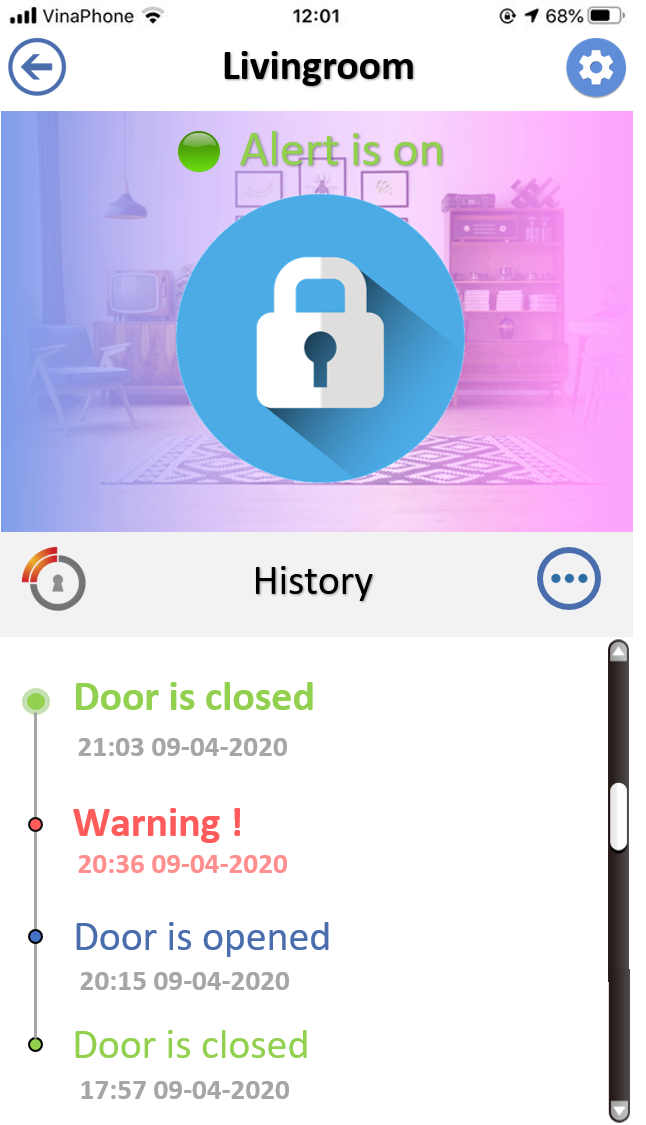 VinaPhone 12:01 68%
Livingroom
Alert is on
History
Door is closed
21:03 09-04-2020
Warning !
20:36 09-04-2020
Door is opened
20:15 09-04-2020
Door is closed
17:57 09-04-2020